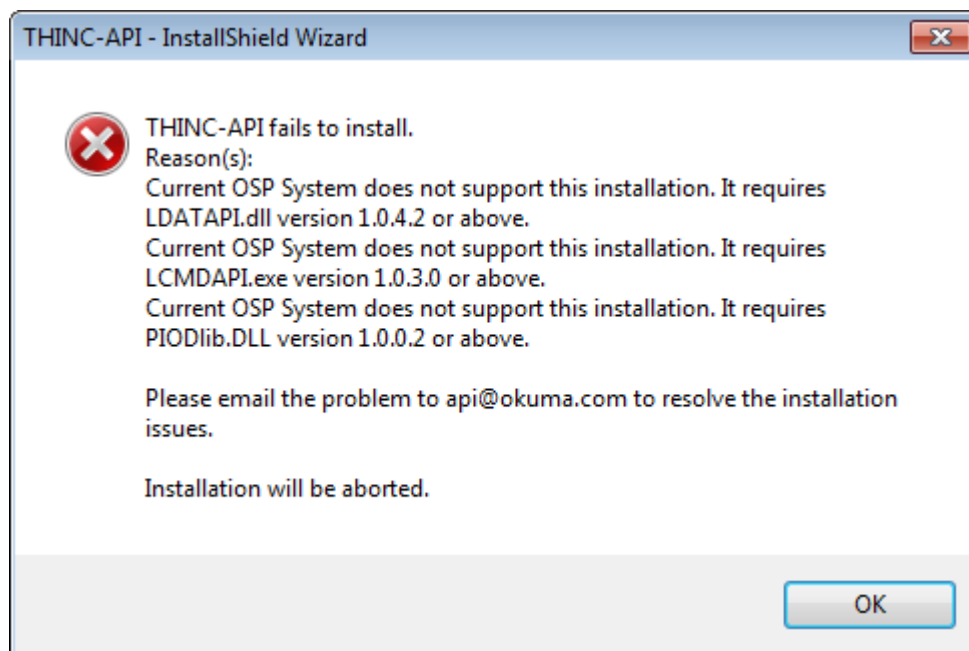 THINC-API - InstallShield Wizard
THINC-API fails to install.
Reason(s):
Current OSP System does not support this installation. It requires
LDATAPI.dll version 1.0.4.2 or above.
Current OSP System does not support this installation. It requires
LCMDAPI.exe version 1.0.3.0 or above.
Current OSP System does not support this installation. It requires
PIODlib.DLL version 1.0.0.2 or above.
Please email the problem to api@okuma.com to resolve the installation
issues.
Installation will be aborted.
OK